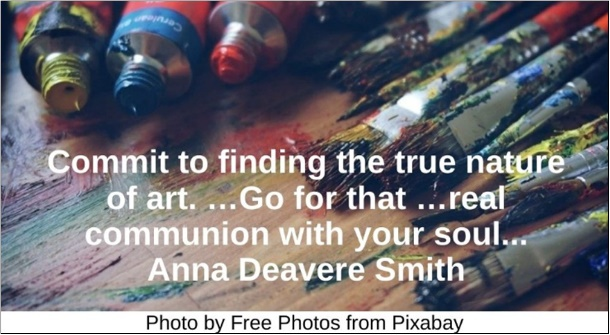 Cerulean
Commit to finding the true nature
of art. …Go for that …real
communion with your soul...
Anna Deavere Smith
Photo by Free Photos from Pixabay